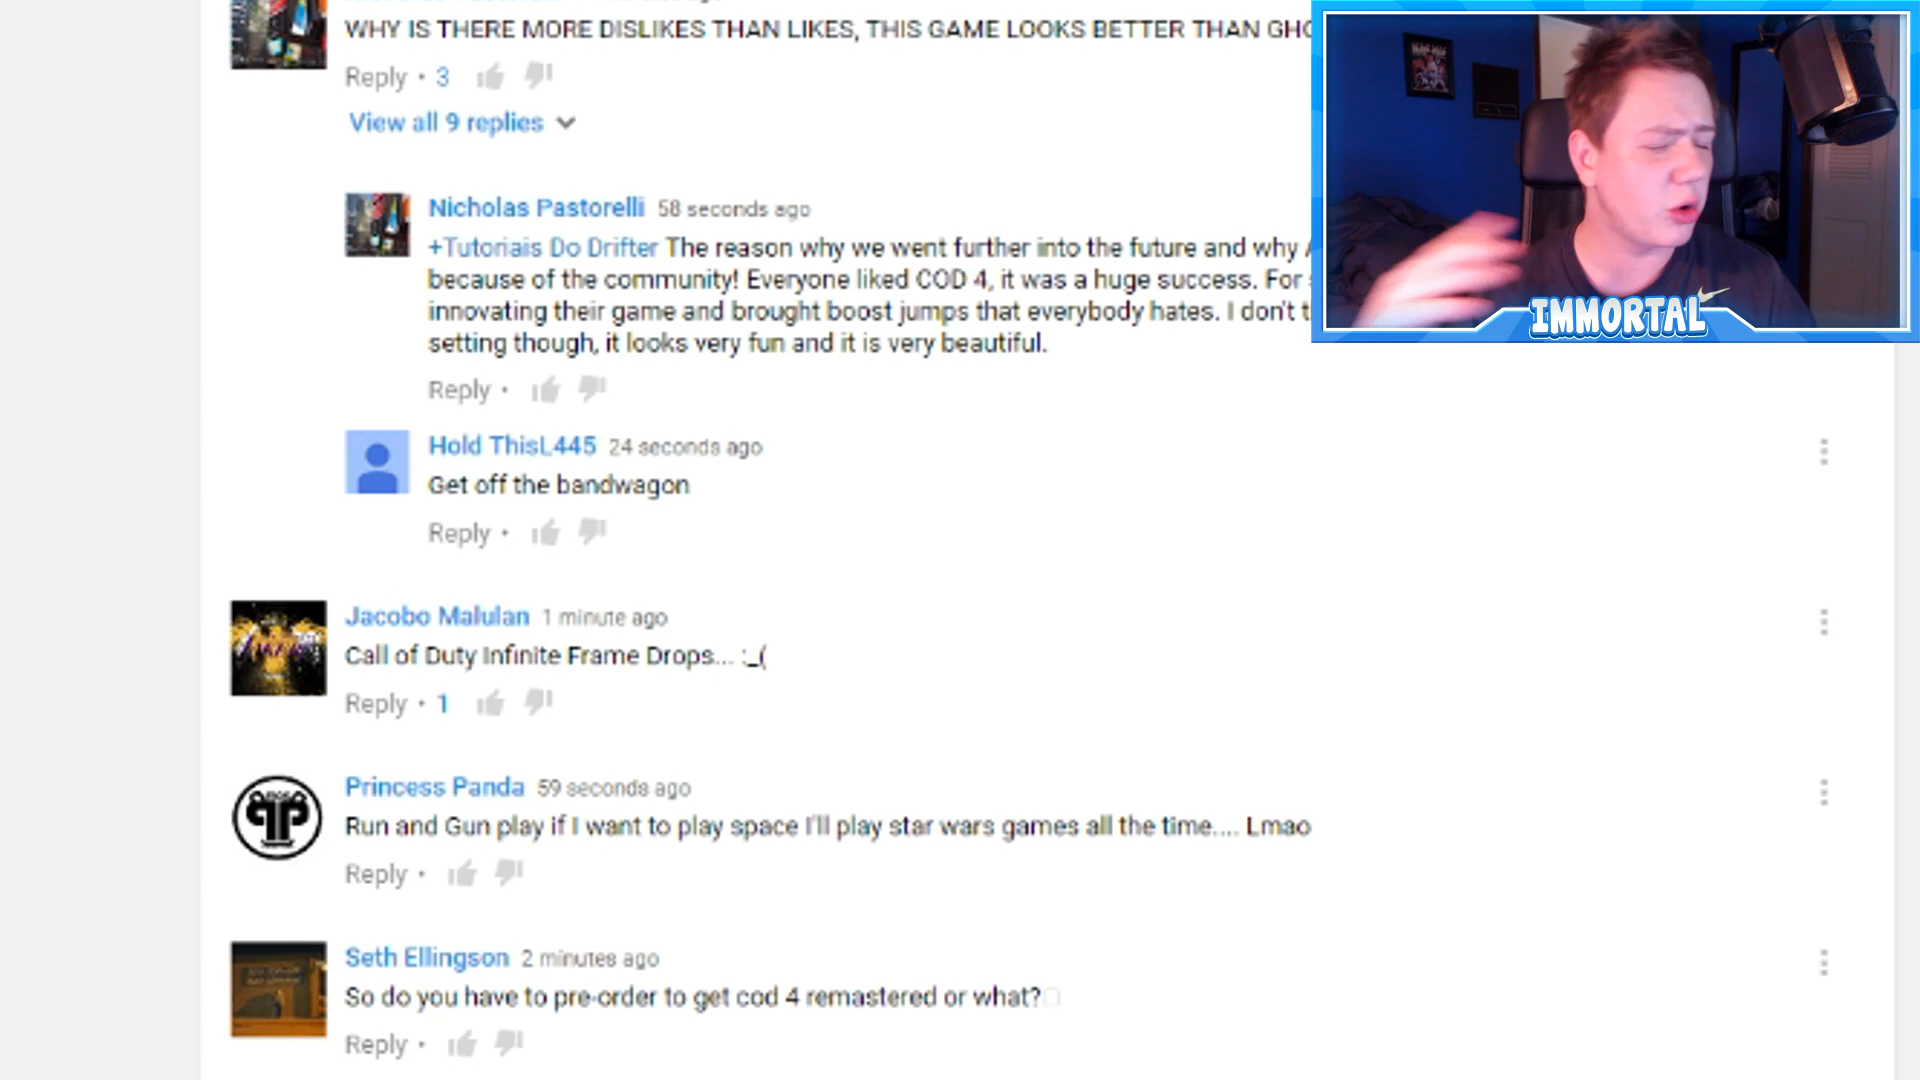 WHY IS THERE MORE DISLIKES THAN LIKES, THIS GAME LOOKS BETTER THAN
Reply • 3
View all 9 replies
Nicholas Pastorelli 58 seconds ago
+Tutoriais Do Drifter The reason why we went further into the future and why
because of the community! Everyone liked COD 4, it was a huge success. For
innovating their game and brought boost jumps that everybody hates. I don't
setting though, it looks very fun and it is very beautiful.
Reply •
Hold ThisL445 24 seconds ago
Get off the bandwagon
Reply •
Jacobo Malulan 1 minute ago
Call of Duty Infinite Frame Drops... :_(
Reply • 1
Princess Panda 59 seconds ago
Run and Gun play if I want to play space I'll play star wars games all the time.... Lmao
Reply •
Seth Ellingson 2 minutes ago
So do you have to pre-order to get cod 4 remastered or what?
Reply •
IMMORTAL